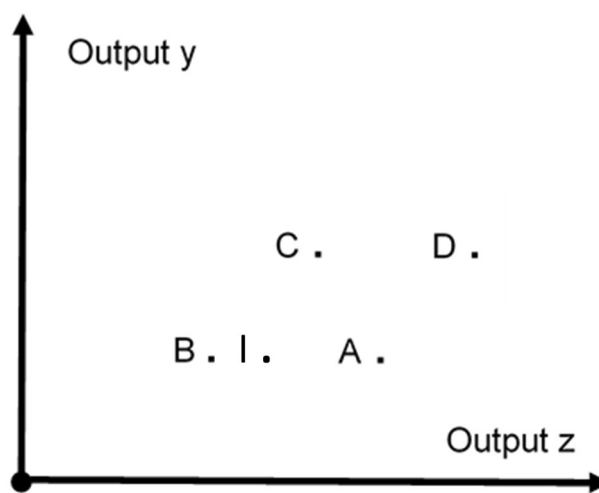 Output y
C . D .
B . I . A .
Output z